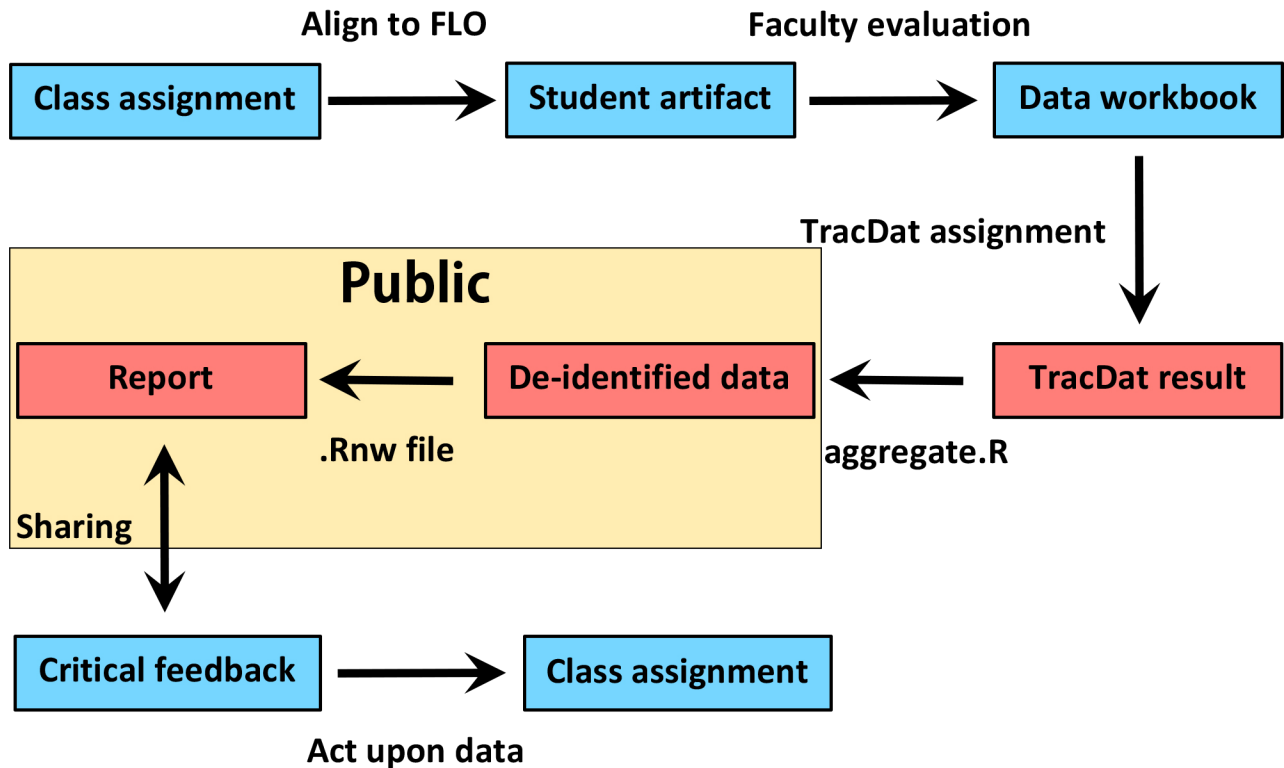 Align to FLO
Faculty evaluation
Class assignment
Student artifact
Data workbook
TracDat assignment
Public
Report
De-identified data
TracDat result
.Rnw file
aggregate.R
Sharing
Critical feedback
Class assignment
Act upon data